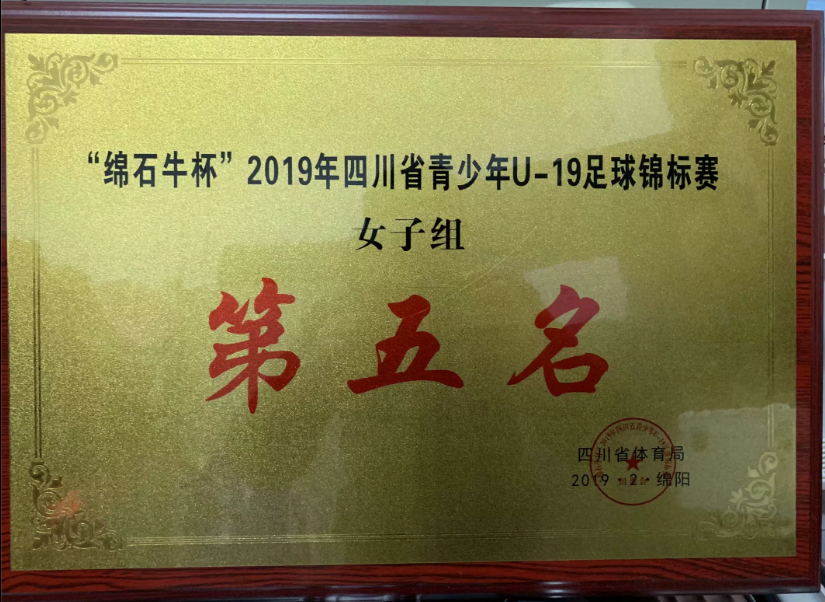 “绵石牛杯”2019年四川省青少年U-19足球锦标赛
女子组
第五名
四川省体育局
2019·2·绵阳